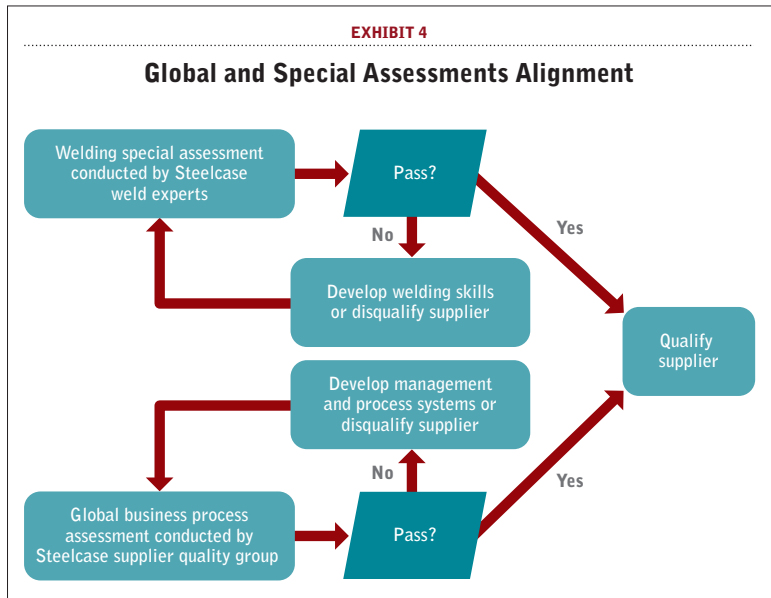 EXHIBIT 4
Global and Special Assessments Alignment
Welding special assessment
conducted by Steelcase
weld experts
Pass?
No
Yes
Develop welding skills
or disqualify supplier
Qualify
supplier
Develop management
and process systems or
disqualify supplier
No
Yes
Global business process
assessment conducted by
Steelcase supplier quality group
Pass?